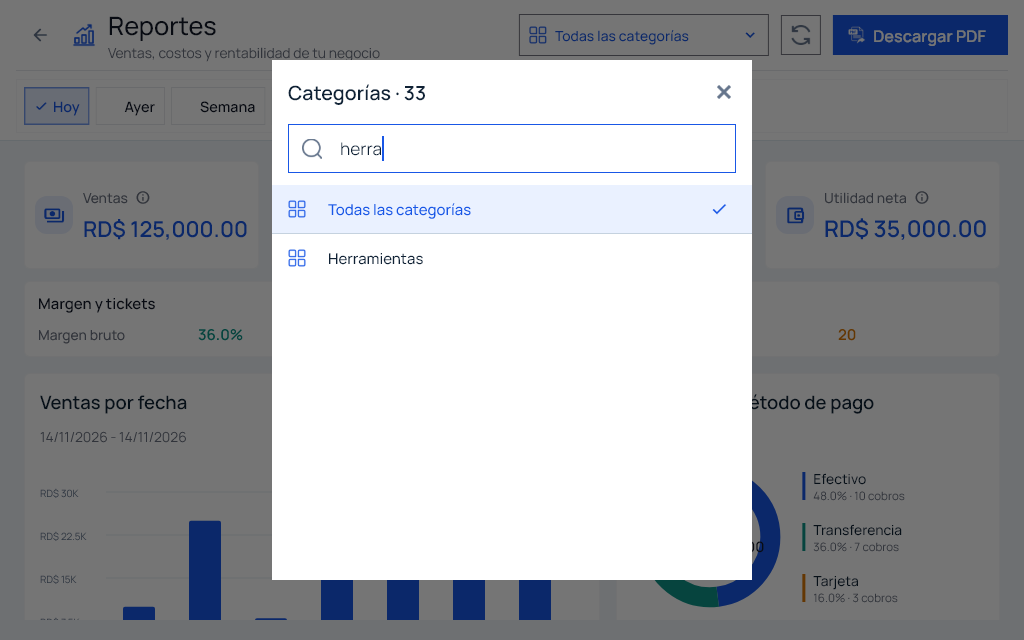 Reportes
Ventas, costos y rentabilidad de tu negocio
Todas las categorías
Descargar PDF
Hoy
Ayer
Semana
Categorías · 33
herra
Todas las categorías
Herramientas
Ventas
RD$ 125,000.00
Utilidad neta
RD$ 35,000.00
Margen y tickets
Margen bruto
36.0%
20
Ventas por fecha
14/11/2026 - 14/11/2026
RD$ 30K
RD$ 22.5K
RD$ 15K
étodo de pago
Efectivo
48.0% · 10 cobros
Transferencia
36.0% · 7 cobros
Tarjeta
16.0% · 3 cobros